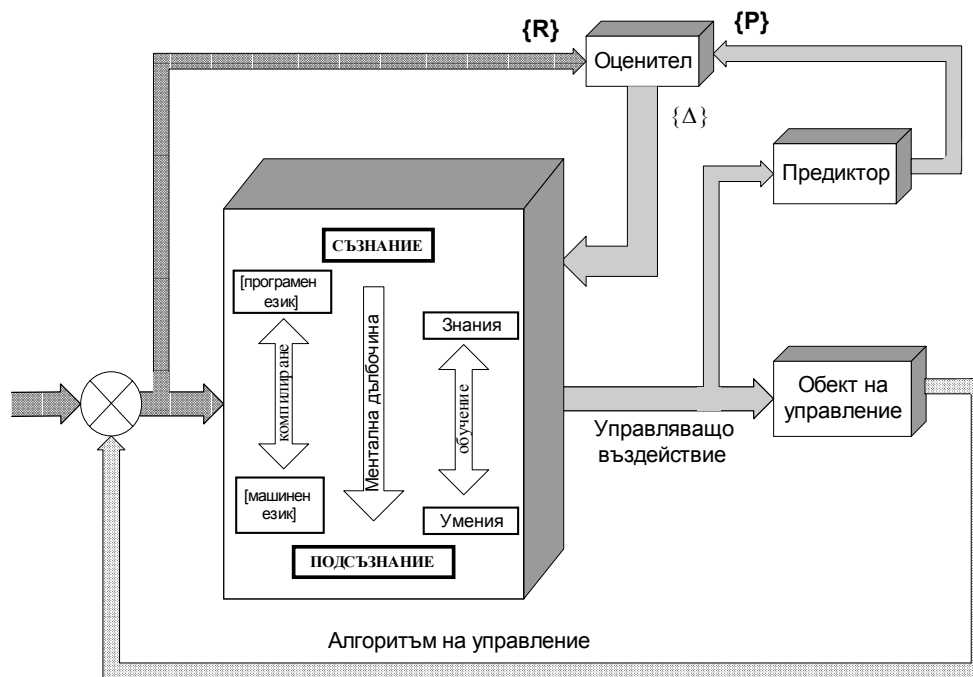 {R}
{P}
Оценител
{Δ}
Предиктор
СЪЗНАНИЕ
[програмен
език]
Знания
компилиране
Ментална дълбочина
обучение
Обект на
управление
Управляващо
въздействие
[машинен
език]
Умения
ПОДСЪЗНАНИЕ
Алгоритъм на управление